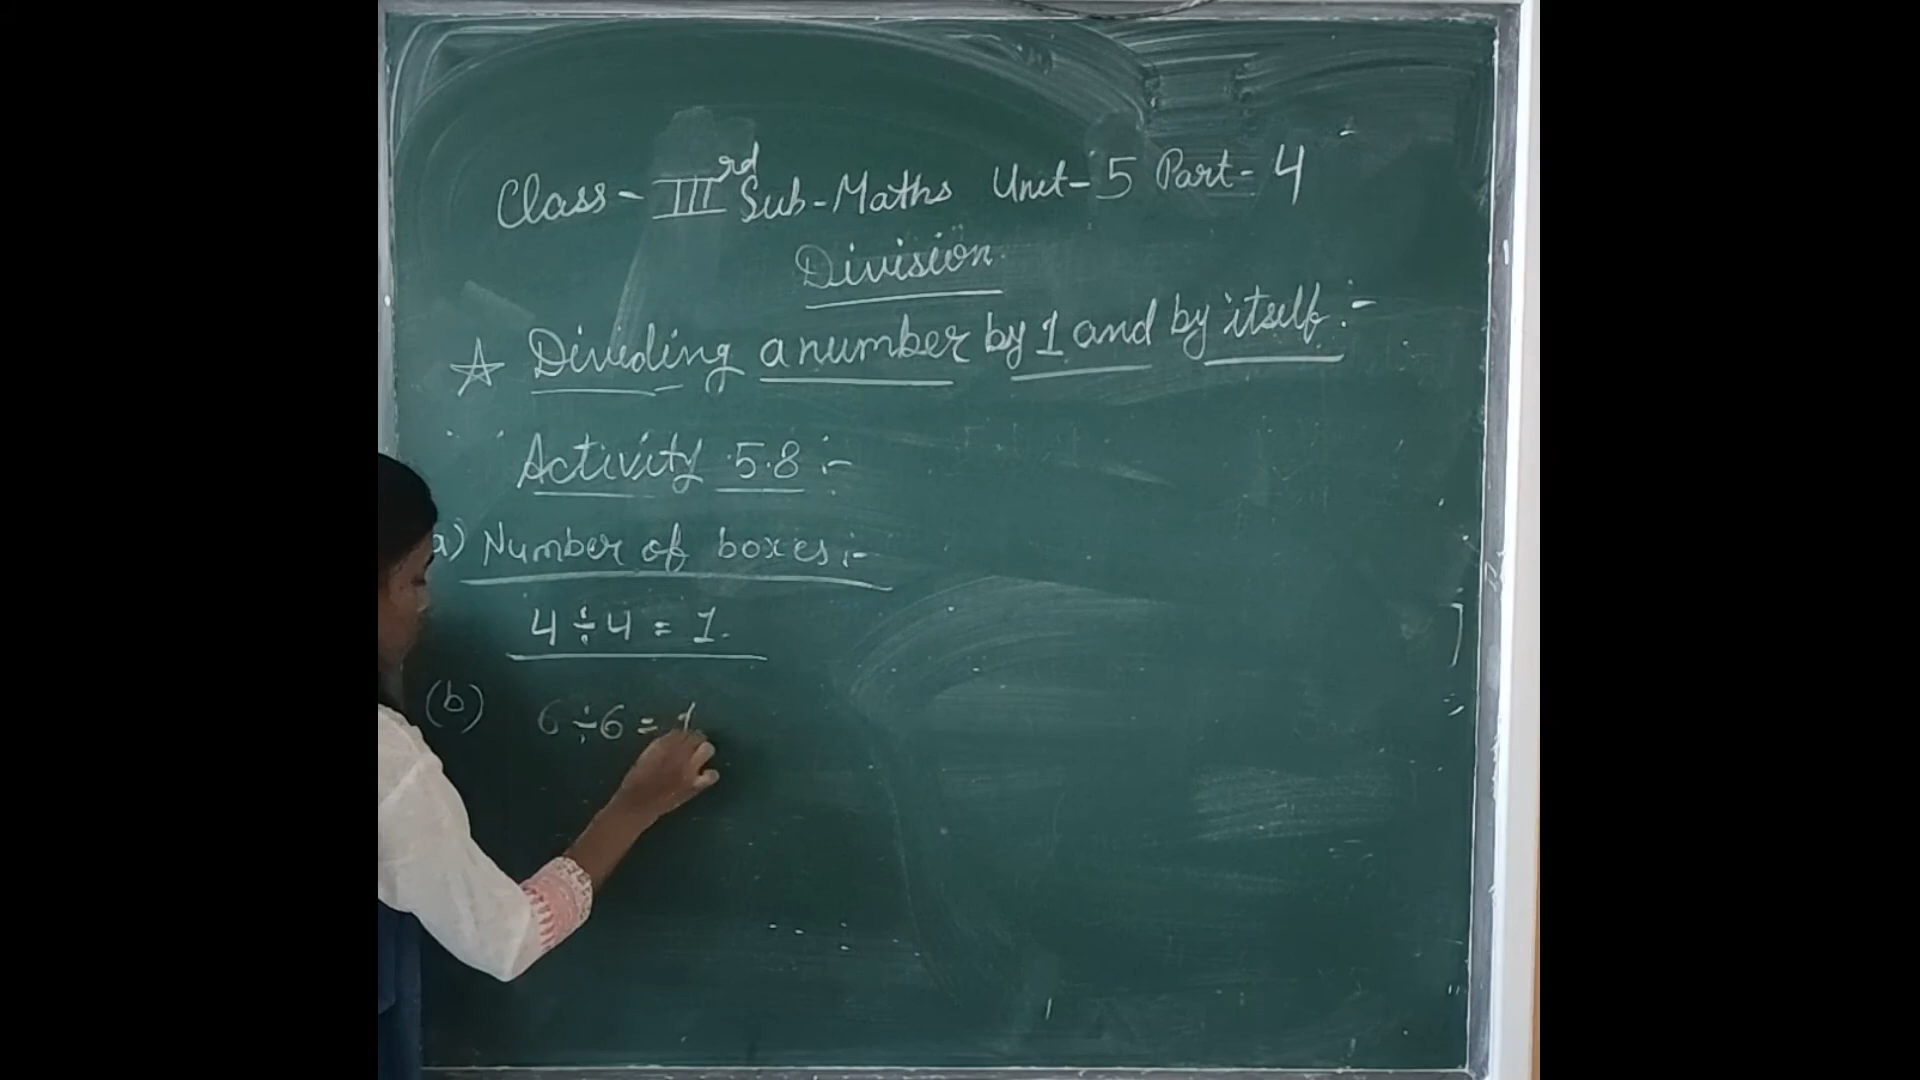 Class - III rd Sub - Maths Unit - 5 Part - 4
Division
☆ Dividing a number by 1 and by itself :-
Activity 5.8 :-
a) Number of boxes :-
4 ÷ 4 = 1.
(b) 6 ÷ 6 = 1